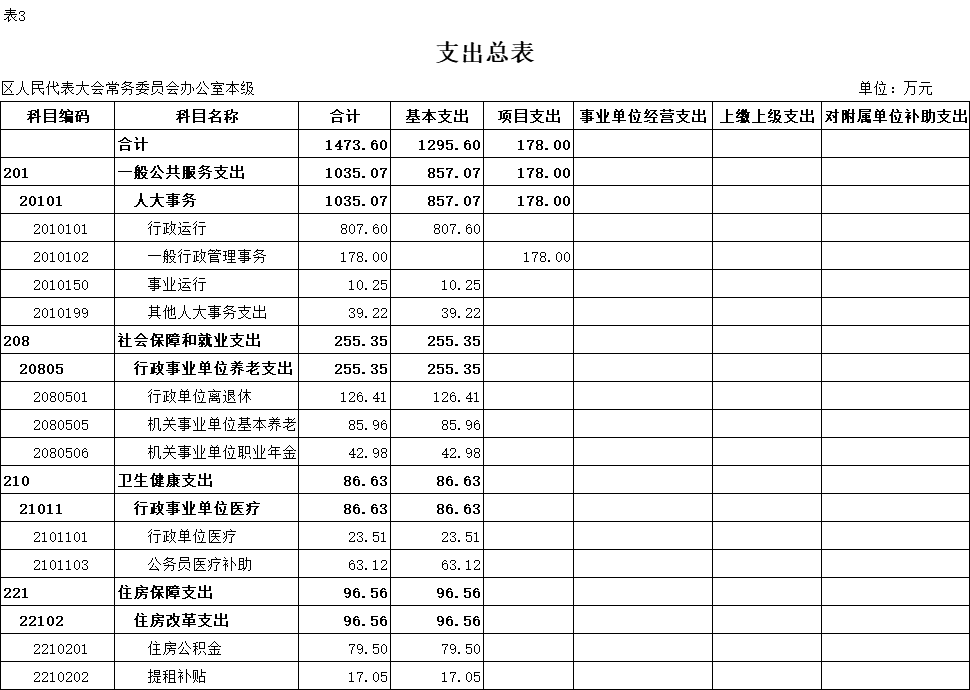 表3
支出总表
区人民代表大会常务委员会办公室本级 单位：万元
科目编码 科目名称 合计 基本支出 项目支出 事业单位经营支出 上缴上级支出 对附属单位补助支出
合计 1473.60 1295.60 178.00
201 一般公共服务支出 1035.07 857.07 178.00
20101 人大事务 1035.07 857.07 178.00
2010101 行政运行 807.60 807.60
2010102 一般行政管理事务 178.00 178.00
2010150 事业运行 10.25 10.25
2010199 其他人大事务支出 39.22 39.22
208 社会保障和就业支出 255.35 255.35
20805 行政事业单位养老支出 255.35 255.35
2080501 行政单位离退休 126.41 126.41
2080505 机关事业单位基本养老 85.96 85.96
2080506 机关事业单位职业年金 42.98 42.98
210 卫生健康支出 86.63 86.63
21011 行政事业单位医疗 86.63 86.63
2101101 行政单位医疗 23.51 23.51
2101103 公务员医疗补助 63.12 63.12
221 住房保障支出 96.56 96.56
22102 住房改革支出 96.56 96.56
2210201 住房公积金 79.50 79.50
2210202 提租补贴 17.05 17.05